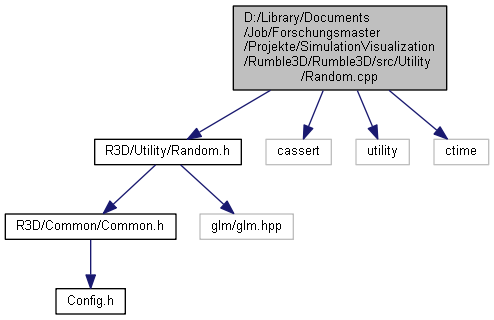 D:/Library/Documents
/Job/Forschungsmaster
/Projekte/SimulationVisualization
/Rumble3D/Rumble3D/src/Utility
/Random.cpp
R3D/Utility/Random.h
cassert
utility
ctime
R3D/Common/Common.h
glm/glm.hpp
Config.h